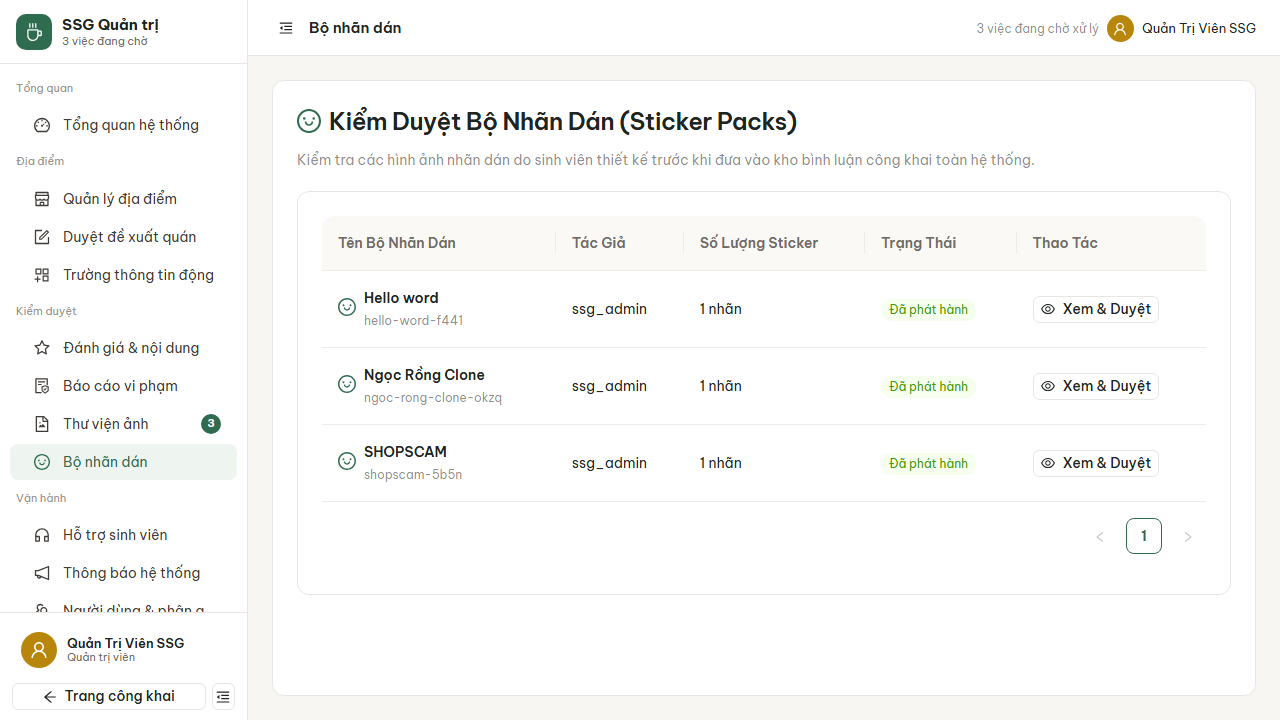 SSG Quản trị
3 việc đang chờ
Tổng quan
Tổng quan hệ thống
Địa điểm
Quản lý địa điểm
Duyệt đề xuất quán
Trường thông tin động
Kiểm duyệt
Đánh giá & nội dung
Báo cáo vi phạm
Thư viện ảnh
3
Bộ nhãn dán
Vận hành
Hỗ trợ sinh viên
Thông báo hệ thống
Người dùng & phân q
Quản Trị Viên SSG
Quản trị viên
Trang công khai
Bộ nhãn dán
3 việc đang chờ xử lý
Quản Trị Viên SSG
Kiểm Duyệt Bộ Nhãn Dán (Sticker Packs)
Kiểm tra các hình ảnh nhãn dán do sinh viên thiết kế trước khi đưa vào kho bình luận công khai toàn hệ thống.
Tên Bộ Nhãn Dán Tác Giả Số Lượng Sticker Trạng Thái Thao Tác
Hello word
hello-word-f441
ssg_admin 1 nhãn Đã phát hành Xem & Duyệt
Ngọc Rồng Clone
ngoc-rong-clone-okzq
ssg_admin 1 nhãn Đã phát hành Xem & Duyệt
SHOPSCAM
shopscam-5b5n
ssg_admin 1 nhãn Đã phát hành Xem & Duyệt
1